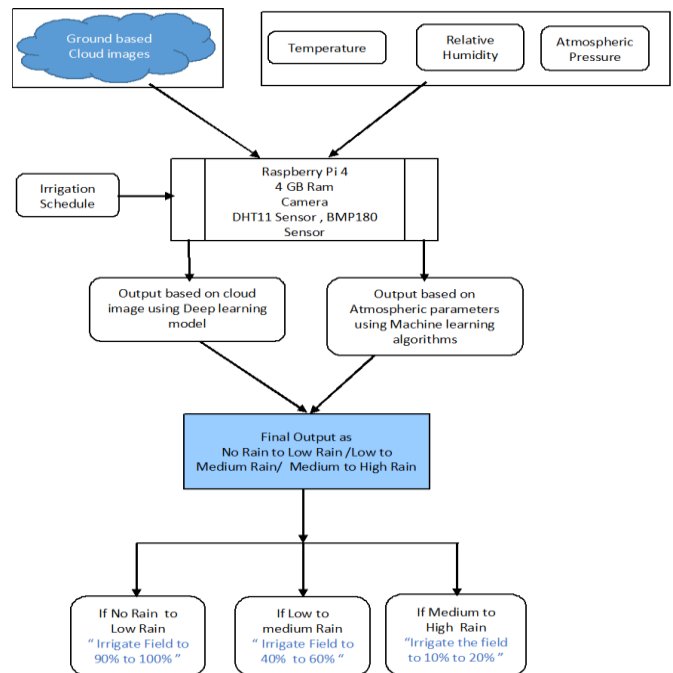 Ground based
Cloud images
Temperature
Relative
Humidity
Atmospheric
Pressure
Irrigation
Schedule
Raspberry Pi 4
4 GB Ram
Camera
DHT11 Sensor , BMP180
Sensor
Output based on cloud
image using Deep learning
model
Output based on
Atmospheric parameters
using Machine learning
algorithms
Final Output as
No Rain to Low Rain /Low to
Medium Rain/ Medium to High Rain
If No Rain to
Low Rain
“ Irrigate Field to
90% to 100% ”
If Low to
medium Rain
“ Irrigate Field to
40% to 60% ”
If Medium to
High Rain
“Irrigate the field
to 10% to 20% ”